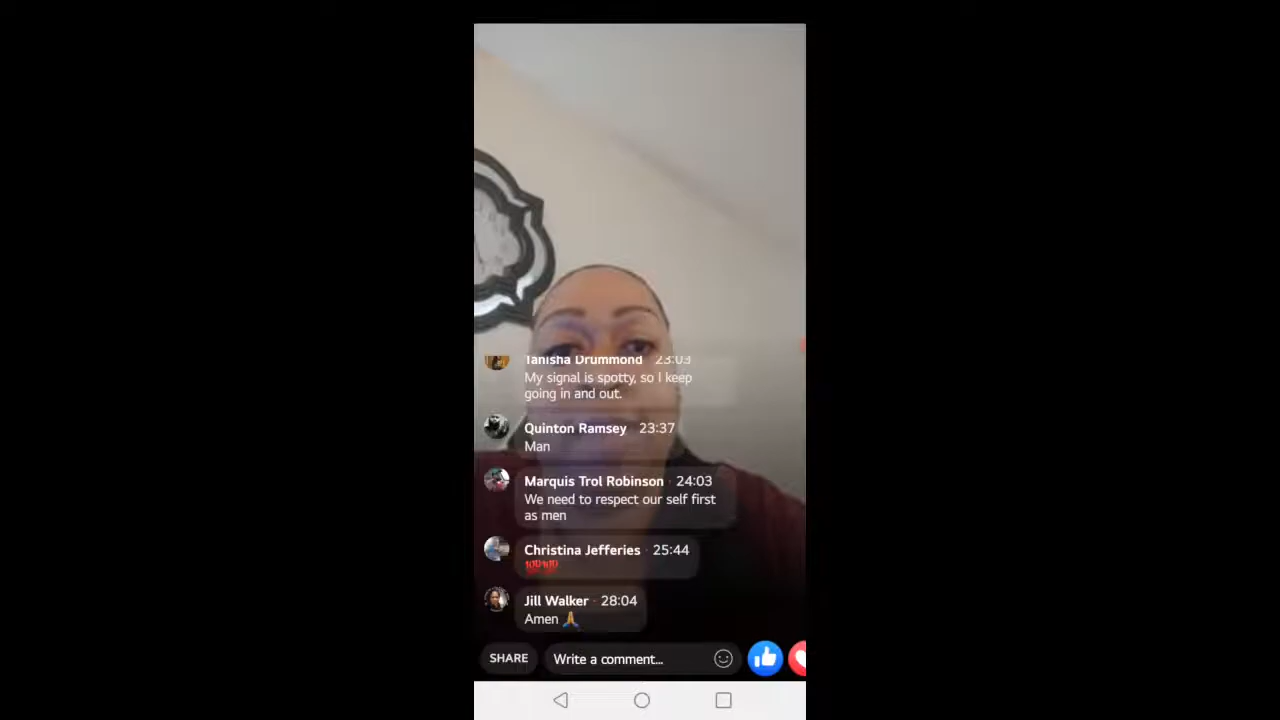 Tanisha Drummond 23:03
My signal is spotty, so I keep
going in and out.
Quinton Ramsey 23:37
Man
Marquis Trol Robinson · 24:03
We need to respect our self first
as men
Christina Jefferies · 25:44
💯💯
Jill Walker · 28:04
Amen 🙏
SHARE
Write a comment...